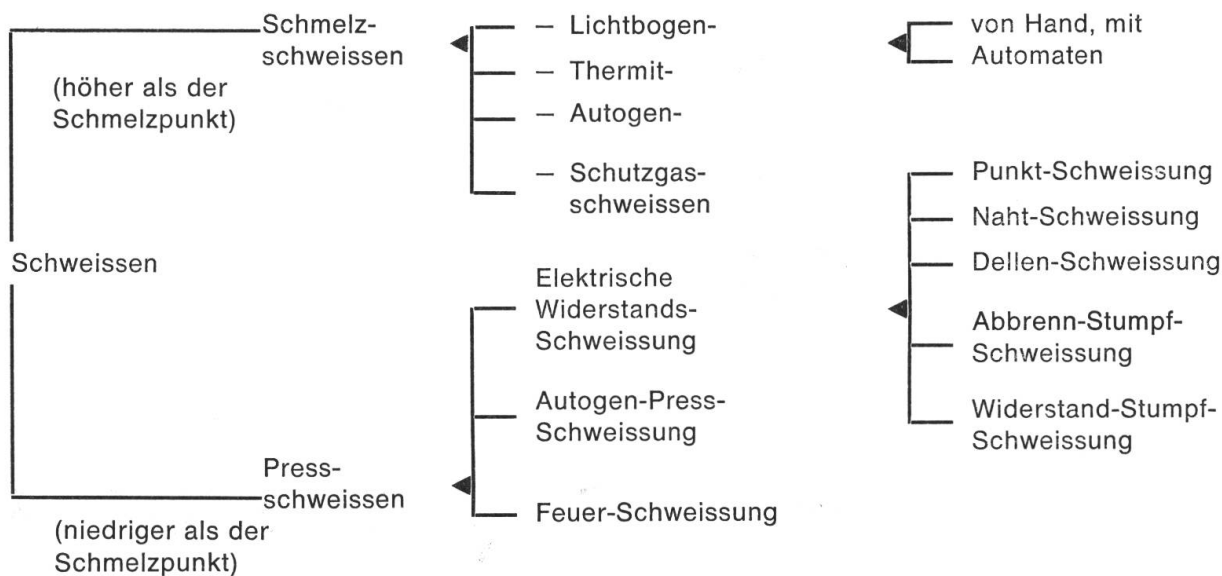 Schmelz-
schweissen
(höher als der
Schmelzpunkt)
– Lichtbogen-
– Thermit-
– Autogen-
– Schutzgas-
schweissen
von Hand, mit
Automaten
Schweissen
Press-
schweissen
(niedriger als der
Schmelzpunkt)
Elektrische
Widerstands-
Schweissung
Autogen-Press-
Schweissung
Feuer-Schweissung
Punkt-Schweissung
Naht-Schweissung
Dellen-Schweissung
Abbrenn-Stumpf-
Schweissung
Widerstand-Stumpf-
Schweissung